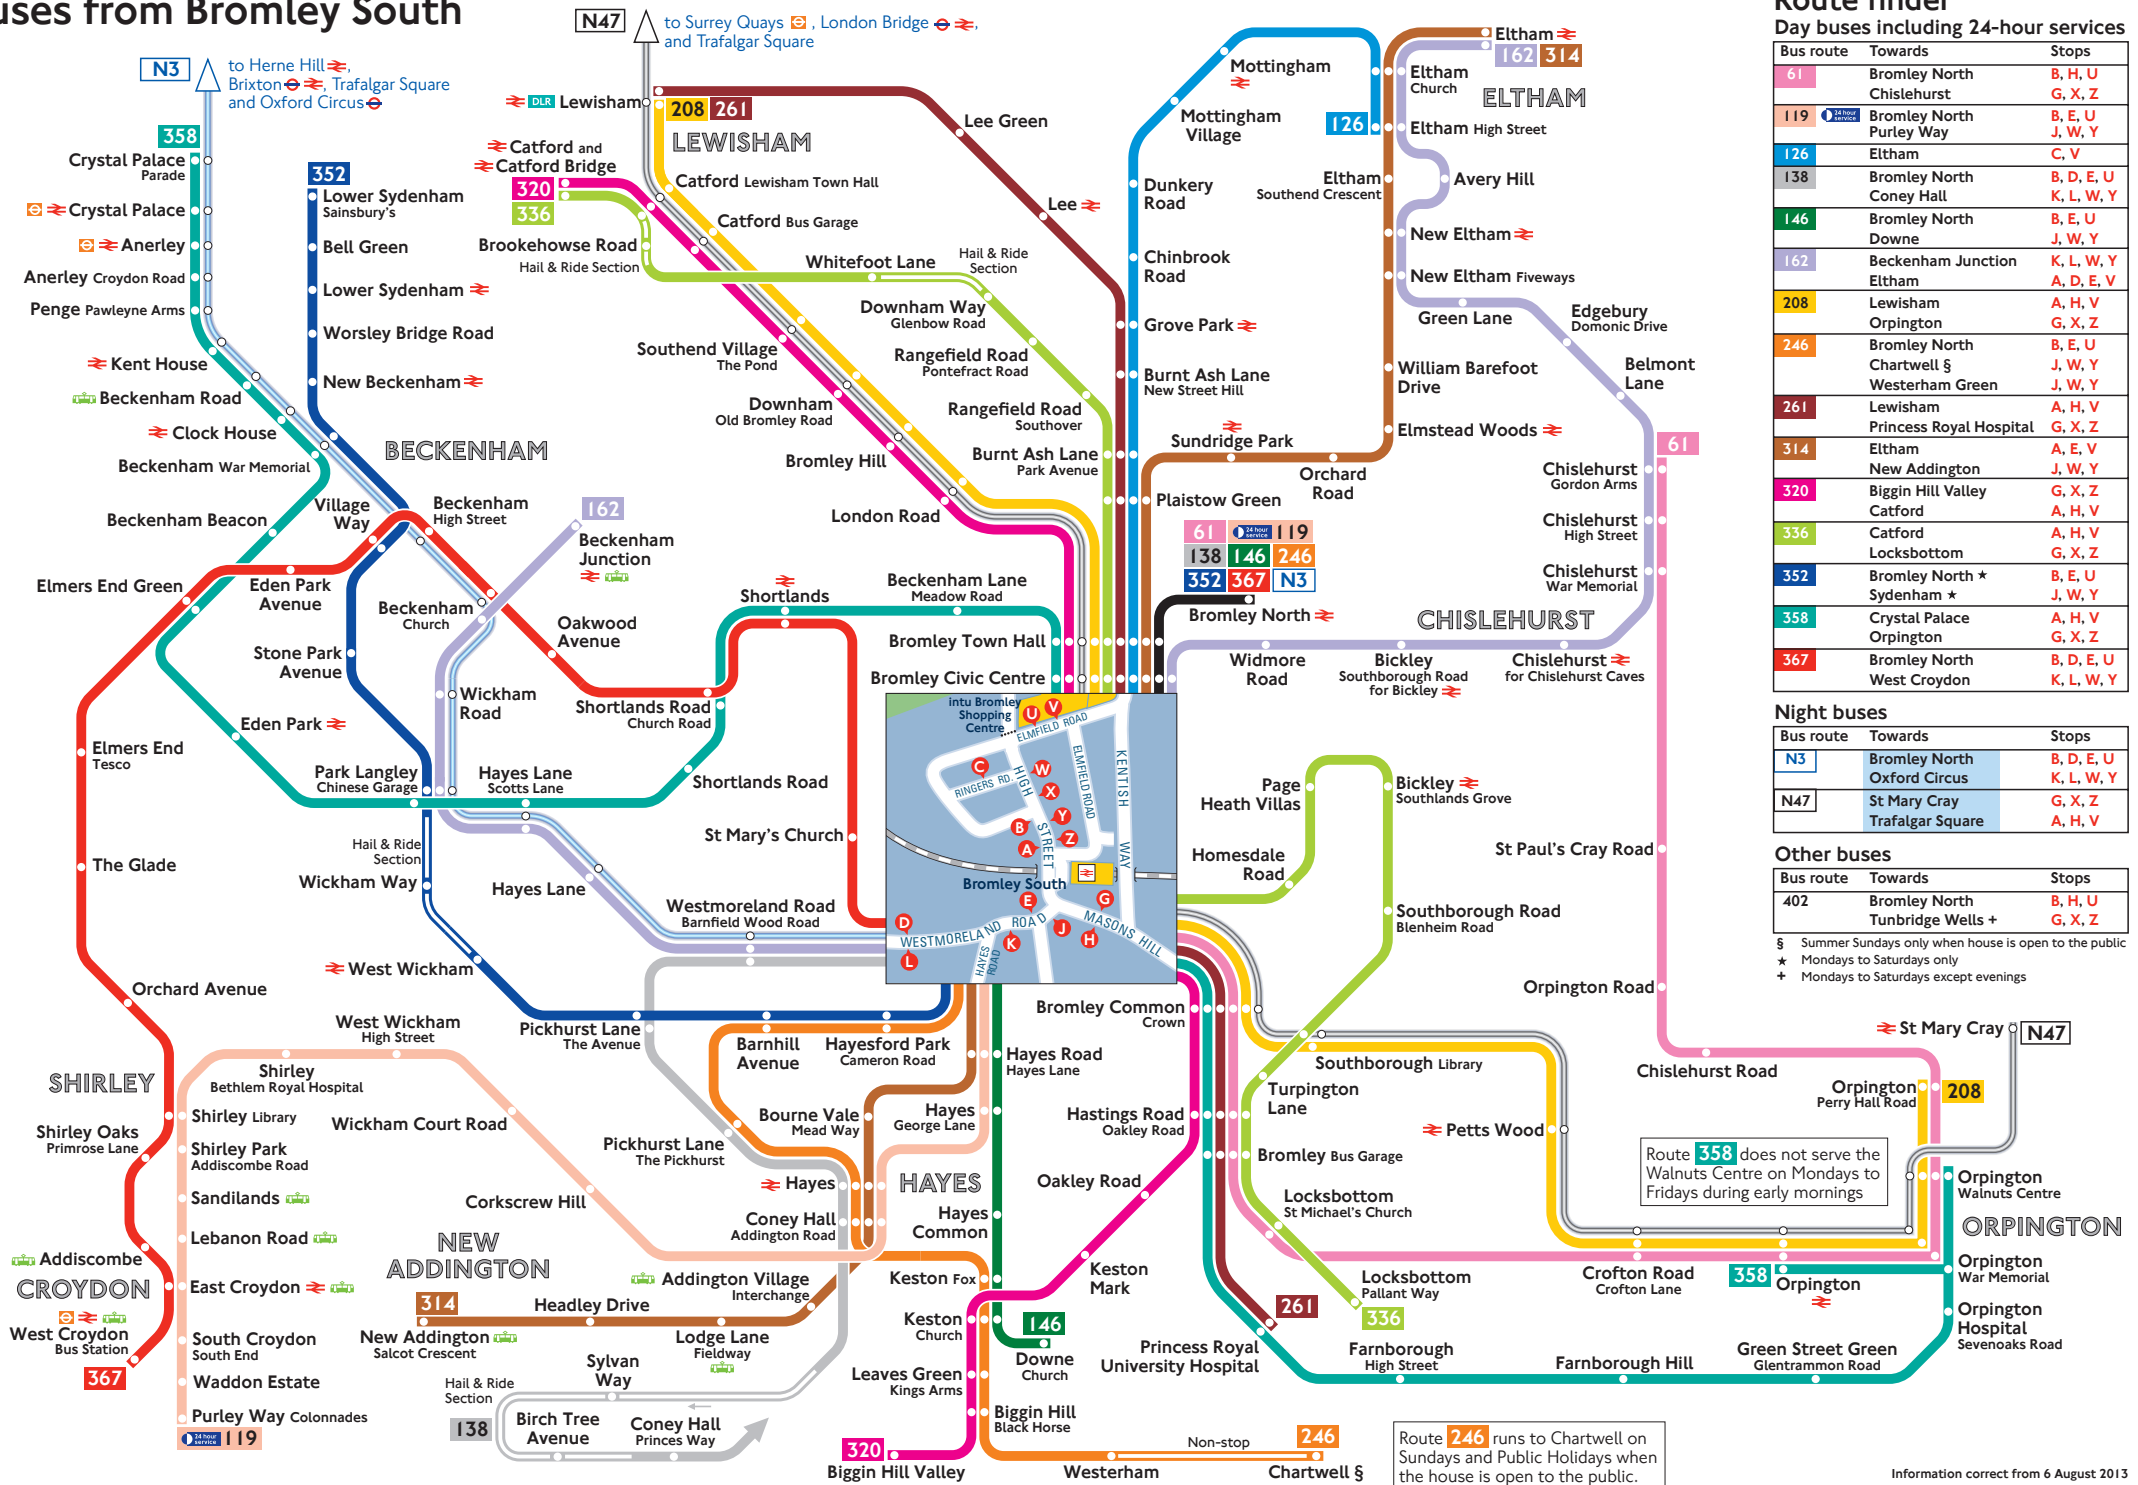 uses from Bromley South
N47
to Surrey Quays , London Bridge ,
and Trafalgar Square
N3
to Herne Hill ,
Brixton , Trafalgar Square
and Oxford Circus
358
Crystal Palace
Parade
Crystal Palace
Anerley
Anerley Croydon Road
Penge Pawleyne Arms
Kent House
Beckenham Road
Clock House
Beckenham War Memorial
Beckenham Beacon
Elmers End Green
352
Lower Sydenham
Sainsbury's
Bell Green
Lower Sydenham
Worsley Bridge Road
New Beckenham
BECKENHAM
Village
Way
Beckenham
High Street
162
Beckenham
Junction
Eden Park
Avenue
Beckenham
Church
Oakwood
Avenue
Stone Park
Avenue
Wickham
Road
Shortlands Road
Church Road
Eden Park
Elmers End
Tesco
Park Langley
Chinese Garage
Hayes Lane
Scotts Lane
Shortlands Road
Shortlands
Beckenham Lane
Meadow Road
St Mary's Church
The Glade
Hail & Ride
Section
Wickham Way
Hayes Lane
Westmoreland Road
Barnfield Wood Road
West Wickham
Orchard Avenue
DLR Lewisham
208 261
LEWISHAM
Catford and
Catford Bridge
320
336
Catford Lewisham Town Hall
Catford Bus Garage
Brookehowse Road
Hail & Ride Section
Whitefoot Lane
Hail & Ride
Section
Downham Way
Glenbow Road
Southend Village
The Pond
Rangefield Road
Pontefract Road
Downham
Old Bromley Road
Rangefield Road
Southover
Bromley Hill
Burnt Ash Lane
Park Avenue
London Road
Lee Green
Lee
Mottingham
Mottingham
Village
126
Dunkery
Road
Chinbrook
Road
Grove Park
Burnt Ash Lane
New Street Hill
Sundridge Park
Orchard
Road
Plaistow Green
Eltham
162 314
Eltham
Church
ELTHAM
Eltham High Street
Eltham
Southend Crescent
Avery Hill
New Eltham
New Eltham Fiveways
Green Lane
Edgebury
Domonic Drive
Belmont
Lane
William Barefoot
Drive
Elmstead Woods
61
Chislehurst
Gordon Arms
Chislehurst
High Street
Chislehurst
War Memorial
61 24 hour service 119
138 146 246
352 367 N3
Bromley North
CHISLEHURST
Bromley Town Hall
Bromley Civic Centre
Widmore
Road
Bickley
Southborough Road
for Bickley
Chislehurst
for Chislehurst Caves
intu Bromley
Shopping
Centre
U
V
ELMFIELD ROAD
ELMFIELD ROAD
KENTISH WAY
C
RINGERS RD.
HIGH STREET
W
X
Y
Z
B
A
Bromley South
E
G
D
WESTMORELAND ROAD
J
MASONS HILL
H
K
L
HAYES
ROAD
Page
Heath Villas
Bickley
Southlands Grove
Homesdale
Road
St Paul's Cray Road
Southborough Road
Blenheim Road
Orpington Road
Bromley Common
Crown
Southborough Library
St Mary Cray
N47
Chislehurst Road
Orpington
Perry Hall Road
208
Turpington
Lane
Hastings Road
Oakley Road
Petts Wood
Bromley Bus Garage
Route 358 does not serve the
Walnuts Centre on Mondays to
Fridays during early mornings
Orpington
Walnuts Centre
ORPINGTON
Oakley Road
Locksbottom
St Michael's Church
Keston
Mark
Locksbottom
Pallant Way
336
261
Crofton Road
Crofton Lane
358
Orpington
Orpington
War Memorial
Orpington
Hospital
Sevenoaks Road
Princess Royal
University Hospital
Farnborough
High Street
Farnborough Hill
Green Street Green
Glentrammon Road
Pickhurst Lane
The Avenue
Barnhill
Avenue
Hayesford Park
Cameron Road
Hayes Road
Hayes Lane
West Wickham
High Street
SHIRLEY
Shirley
Bethlem Royal Hospital
Shirley Library
Wickham Court Road
Shirley Oaks
Primrose Lane
Shirley Park
Addiscombe Road
Bourne Vale
Mead Way
Hayes
George Lane
Pickhurst Lane
The Pickhurst
Sandilands
Corkscrew Hill
Hayes
HAYES
Lebanon Road
Coney Hall
Addington Road
Hayes
Common
Addiscombe
CROYDON
East Croydon
NEW
ADDINGTON
Addington Village
Interchange
Keston Fox
314
Headley Drive
West Croydon
Bus Station
367
South Croydon
South End
New Addington
Salcot Crescent
Lodge Lane
Fieldway
Keston
Church
146
Downe
Church
Waddon Estate
Sylvan
Way
Leaves Green
Kings Arms
Hail & Ride
Section
138
Birch Tree
Avenue
Coney Hall
Princes Way
Biggin Hill
Black Horse
Purley Way Colonnades
24 hour service 119
320
Biggin Hill Valley
Westerham
Non-stop
246
Chartwell §
Route 246 runs to Chartwell on
Sundays and Public Holidays when
the house is open to the public.
Route finder
Day buses including 24-hour services
Bus route Towards Stops
61 Bromley North B, H, U
Chislehurst G, X, Z
119 24 hour service Bromley North B, E, U
Purley Way J, W, Y
126 Eltham C, V
138 Bromley North B, D, E, U
Coney Hall K, L, W, Y
146 Bromley North B, E, U
Downe J, W, Y
162 Beckenham Junction K, L, W, Y
Eltham A, D, E, V
208 Lewisham A, H, V
Orpington G, X, Z
246 Bromley North B, E, U
Chartwell § J, W, Y
Westerham Green J, W, Y
261 Lewisham A, H, V
Princess Royal Hospital G, X, Z
314 Eltham A, E, V
New Addington J, W, Y
320 Biggin Hill Valley G, X, Z
Catford A, H, V
336 Catford A, H, V
Locksbottom G, X, Z
352 Bromley North ★ B, E, U
Sydenham ★ J, W, Y
358 Crystal Palace A, H, V
Orpington G, X, Z
367 Bromley North B, D, E, U
West Croydon K, L, W, Y
Night buses
Bus route Towards Stops
N3 Bromley North B, D, E, U
Oxford Circus K, L, W, Y
N47 St Mary Cray G, X, Z
Trafalgar Square A, H, V
Other buses
Bus route Towards Stops
402 Bromley North B, H, U
Tunbridge Wells + G, X, Z
§ Summer Sundays only when house is open to the public
★ Mondays to Saturdays only
+ Mondays to Saturdays except evenings
Information correct from 6 August 2013